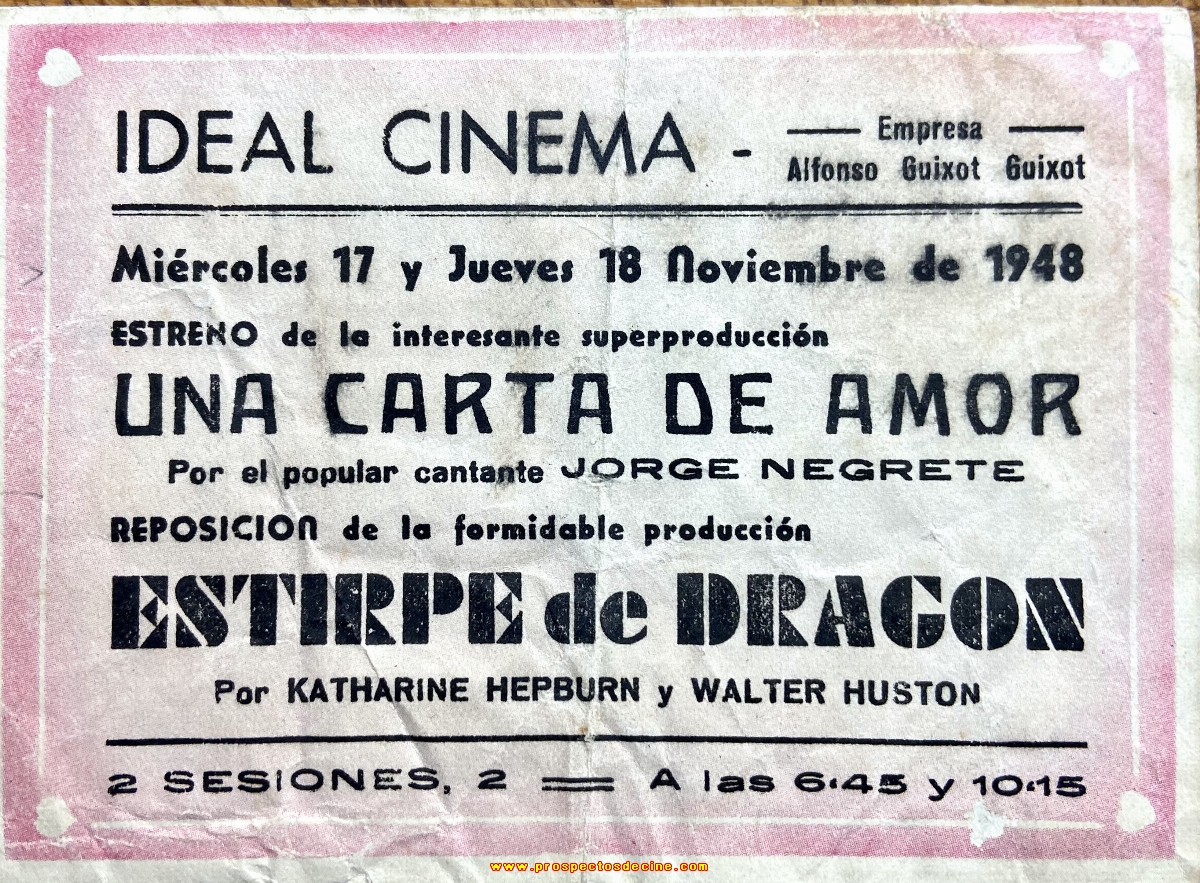 IDEAL CINEMA - Empresa
Alfonso Guixot Guixot
Miércoles 17 y Jueves 18 Noviembre de 1948
ESTRENO de la interesante superproducción
UNA CARTA DE AMOR
Por el popular cantante JORGE NEGRETE
REPOSICION de la formidable producción
ESTIRPE de DRAGON
Por KATHARINE HEPBURN y WALTER HUSTON
2 SESIONES, 2 = A las 6·45 y 10·15
www.prospectosdecine.com